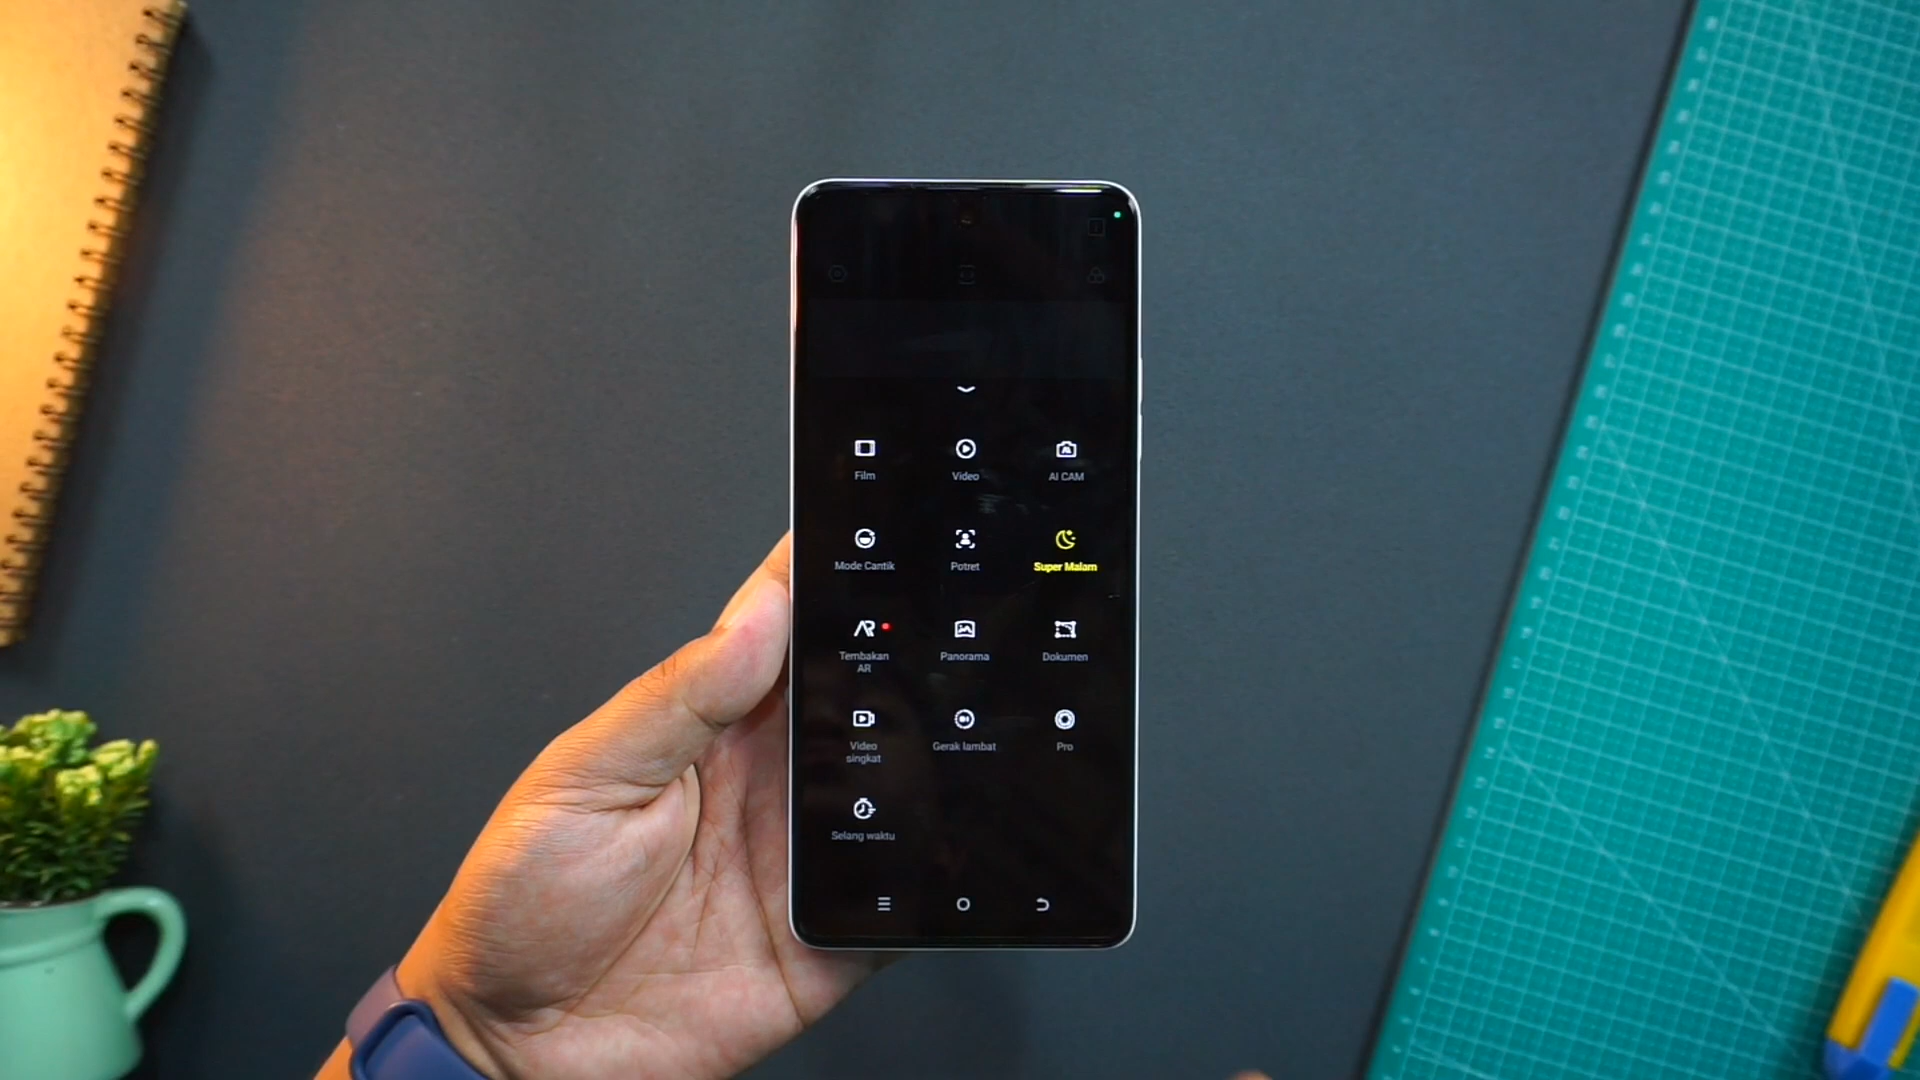 Film
Video
AI CAM
Mode Cantik
Potret
Super Malam
Tembakan
AR
Panorama
Dokumen
Video
singkat
Gerak lambat
Pro
Selang waktu